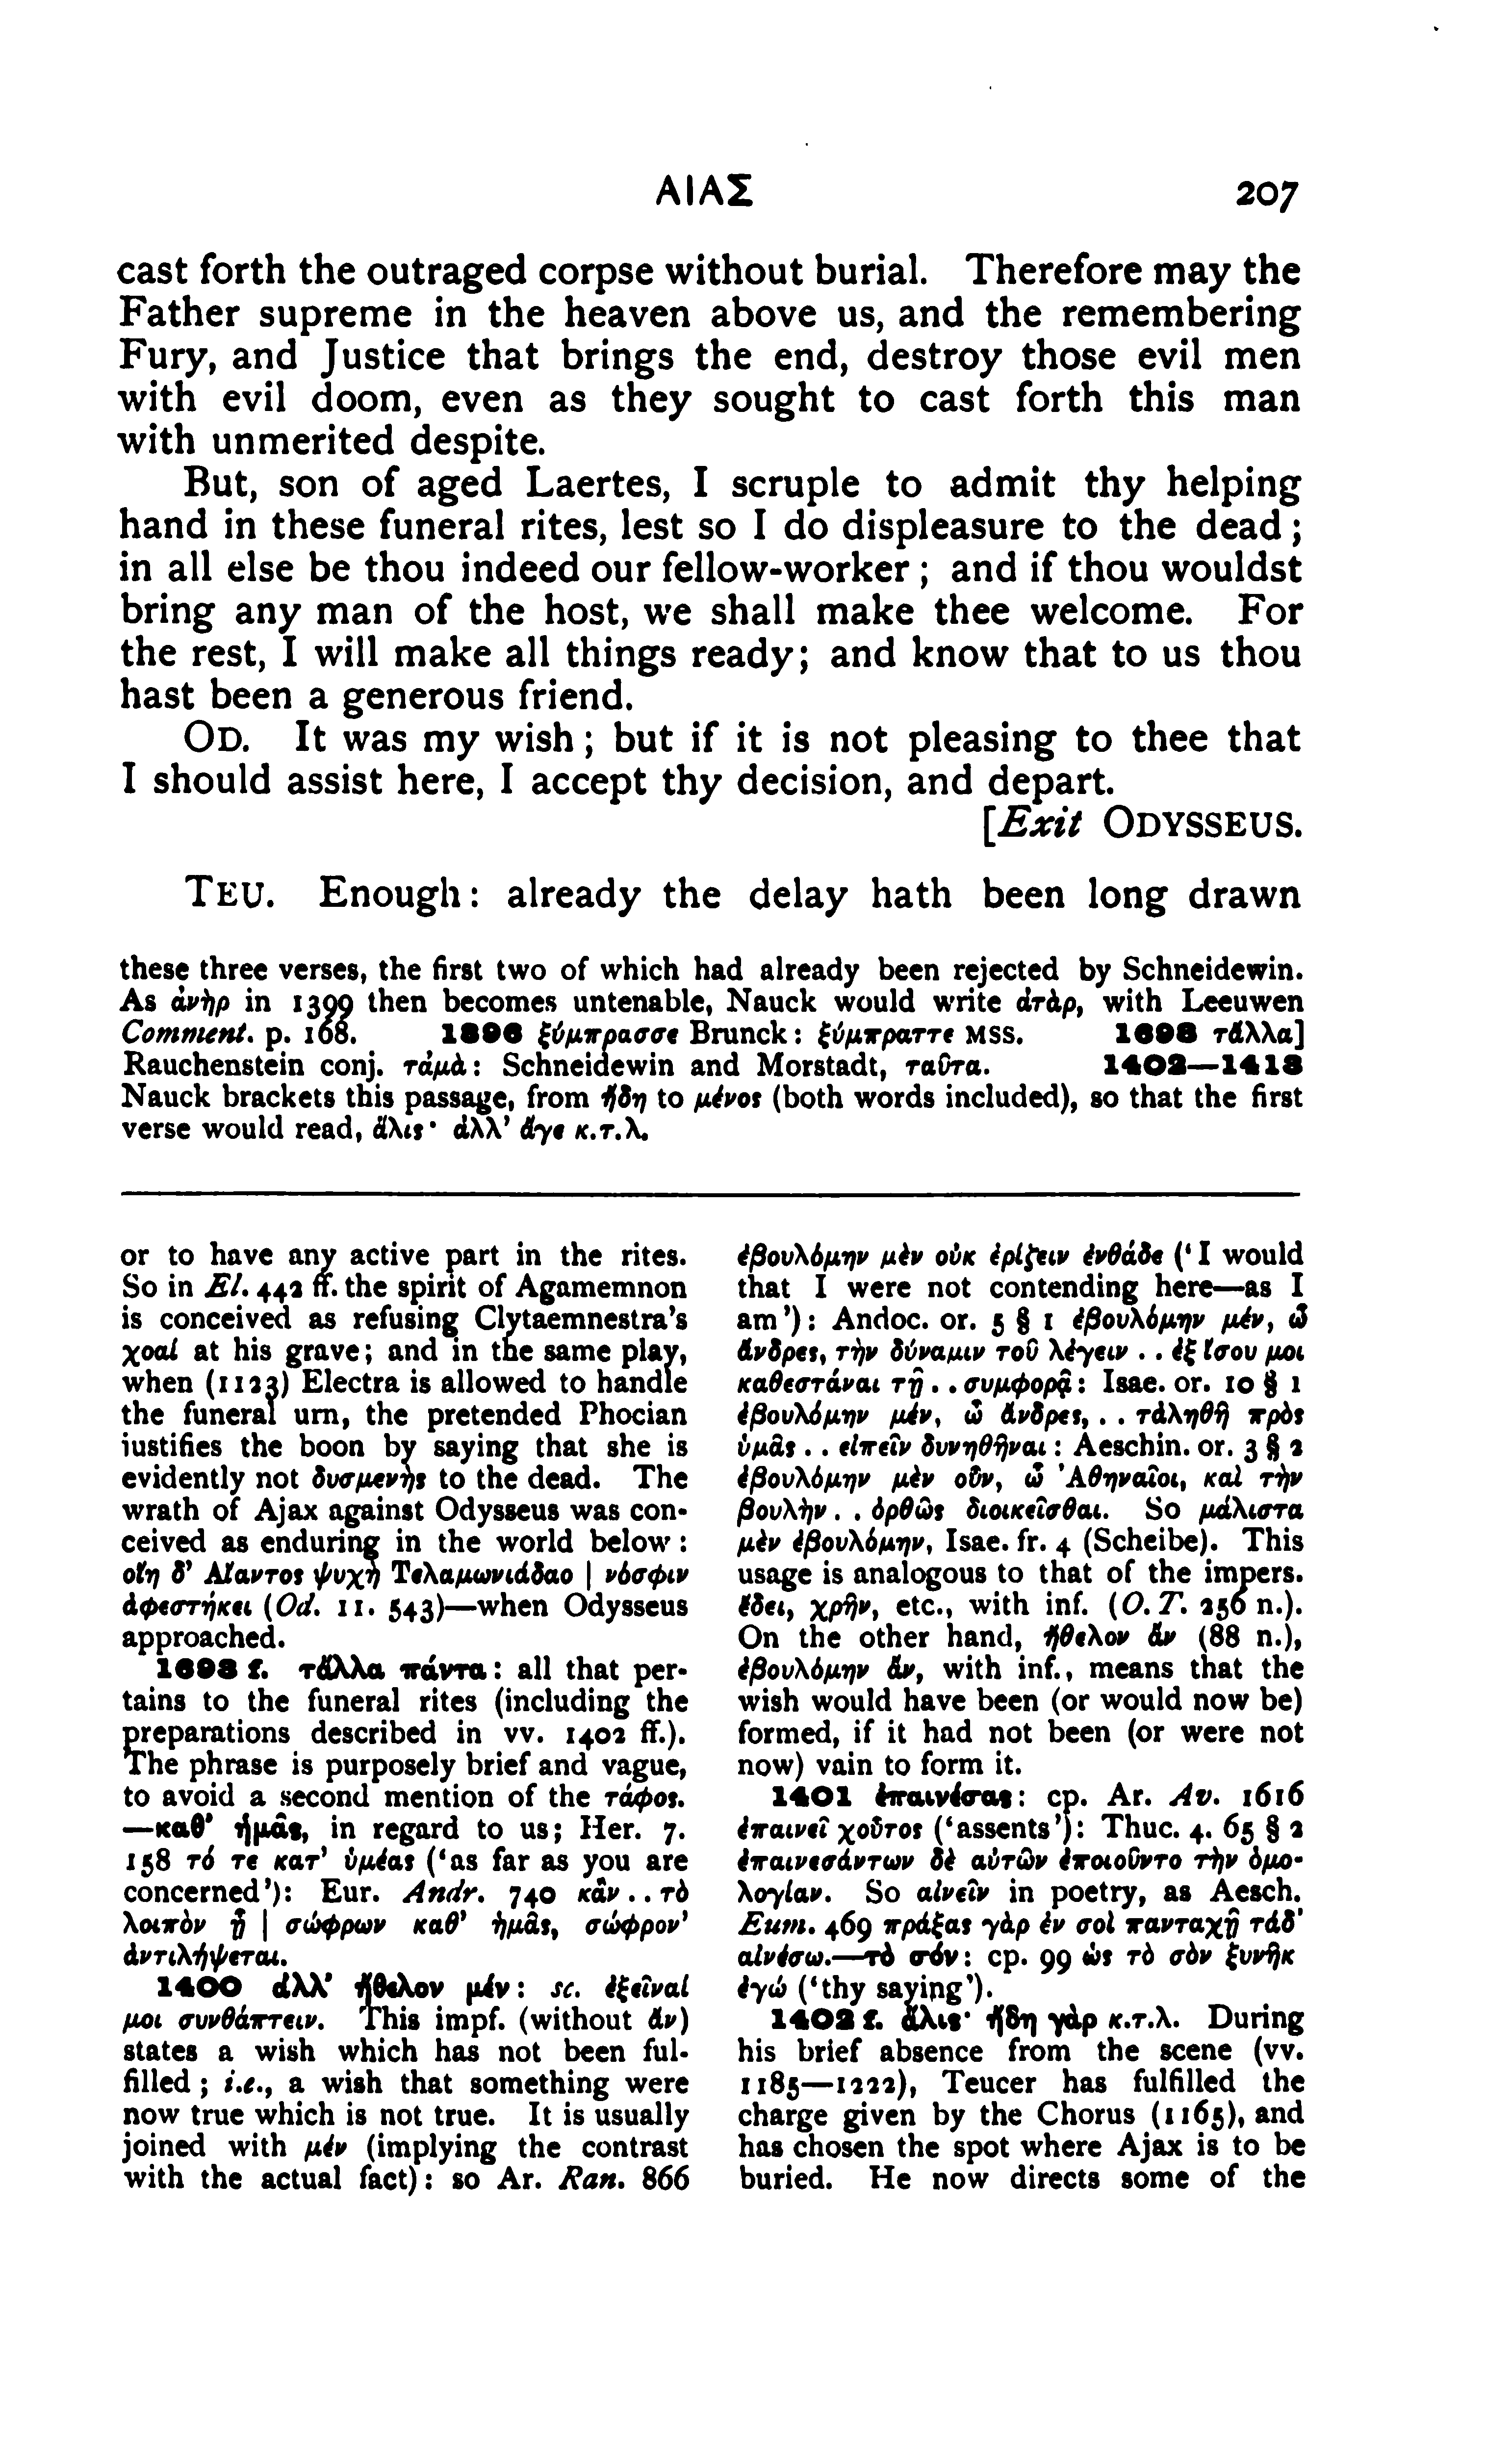 ΑΙΑΣ 207
cast forth the outraged corpse without burial. Therefore may the
Father supreme in the heaven above us, and the remembering
Fury, and Justice that brings the end, destroy those evil men
with evil doom, even as they sought to cast forth this man
with unmerited despite.
But, son of aged Laertes, I scruple to admit thy helping
hand in these funeral rites, lest so I do displeasure to the dead;
in all else be thou indeed our fellow-worker; and if thou wouldst
bring any man of the host, we shall make thee welcome. For
the rest, I will make all things ready; and know that to us thou
hast been a generous friend.
OD. It was my wish; but if it is not pleasing to thee that
I should assist here, I accept thy decision, and depart.
[Exit ODYSSEUS.
TEU. Enough: already the delay hath been long drawn
these three verses, the first two of which had already been rejected by Schneidewin.
As ἁνὴρ in 1399 then becomes untenable, Nauck would write ἀτὰρ, with Leeuwen
Comment. p. 168. 1396 ξύμπρασσε Brunck: ξύμπραττε MSS. 1398 τἄλλα]
Rauchenstein conj. τἀμὰ: Schneidewin and Morstadt, ταῦτα. 1402—1413
Nauck brackets this passage, from ἤδη to μένος (both words included), so that the first
verse would read, ἅλις· ἀλλ' ἄγε κ.τ.λ.
or to have any active part in the rites.
So in El. 442 ff. the spirit of Agamemnon
is conceived as refusing Clytaemnestra's
χοαί at his grave; and in the same play,
when (1123) Electra is allowed to handle
the funeral urn, the pretended Phocian
justifies the boon by saying that she is
evidently not δυσμενὴς to the dead. The
wrath of Ajax against Odysseus was con-
ceived as enduring in the world below:
οἴη δ' Αἴαντος ψυχὴ Τελαμωνιάδαο | νόσφιν
ἀφεστήκει (Od. 11. 543)—when Odysseus
approached.
1398 f. τἄλλα πάντα: all that per-
tains to the funeral rites (including the
preparations described in vv. 1402 ff.).
The phrase is purposely brief and vague,
to avoid a second mention of the τάφος.
—καθ' ἡμᾶς, in regard to us; Her. 7.
158 τό τε κατ' ὑμέας ('as far as you are
concerned'): Eur. Andr. 740 κἂν . . τὸ
λοιπὸν ᾖ | σώφρων καθ' ἡμᾶς, σώφρον'
ἀντιλήψεται.
1400 ἀλλ' ἤθελον μέν: sc. ἐξεῖναί
μοι συνθάπτειν. This impf. (without ἄν)
states a wish which has not been ful-
filled; i.e., a wish that something were
now true which is not true. It is usually
joined with μέν (implying the contrast
with the actual fact): so Ar. Ran. 866
ἐβουλόμην μὲν οὐκ ἐρίζειν ἐνθάδε ('I would
that I were not contending here—as I
am'): Andoc. or. 5 § 1 ἐβουλόμην μέν, ὦ
ἄνδρες, τὴν δύναμιν τοῦ λέγειν . . ἐξ ἴσου μοι
καθεστάναι τῇ . . συμφορᾷ: Isae. or. 10 § 1
ἐβουλόμην μέν, ὦ ἄνδρες, . . τἀληθῆ πρὸς
ὑμᾶς . . εἰπεῖν δυνηθῆναι: Aeschin. or. 3 § 2
ἐβουλόμην μὲν οὖν, ὦ Ἀθηναῖοι, καὶ τὴν
βουλὴν . . ὀρθῶς διοικεῖσθαι. So μάλιστα
μὲν ἐβουλόμην, Isae. fr. 4 (Scheibe). This
usage is analogous to that of the impers.
ἔδει, χρῆν, etc., with inf. (O. T. 256 n.).
On the other hand, ἤθελον ἄν (88 n.),
ἐβουλόμην ἄν, with inf., means that the
wish would have been (or would now be)
formed, if it had not been (or were not
now) vain to form it.
1401 ἐπαινέσας: cp. Ar. Av. 1616
ἐπαινεῖ χοὖτος ('assents'): Thuc. 4. 65 § 2
ἐπαινεσάντων δὲ αὐτῶν ἐποιοῦντο τὴν ὁμο-
λογίαν. So αἰνεῖν in poetry, as Aesch.
Eum. 469 πράξας γὰρ ἐν σοὶ πανταχῇ τάδ'
αἰνέσω.—τὸ σόν: cp. 99 ὡς τὸ σὸν ξυνῆκ
ἐγώ ('thy saying').
1402 f. ἅλις· ἤδη γὰρ κ.τ.λ. During
his brief absence from the scene (vv.
1185—1222), Teucer has fulfilled the
charge given by the Chorus (1165), and
has chosen the spot where Ajax is to be
buried. He now directs some of the